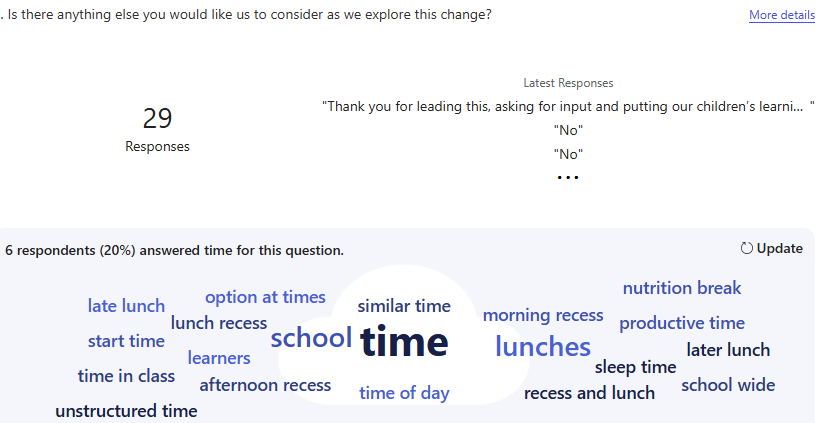 . Is there anything else you would like us to consider as we explore this change?
More details
29
Responses
Latest Responses
"Thank you for leading this, asking for input and putting our children's learni... "
"No"
"No"
...
6 respondents (20%) answered time for this question.
Update
late lunch
option at times
similar time
nutrition break
lunch recess
morning recess
productive time
start time
school
time
lunches
later lunch
learners
sleep time
time in class
afternoon recess
time of day
recess and lunch
school wide
unstructured time